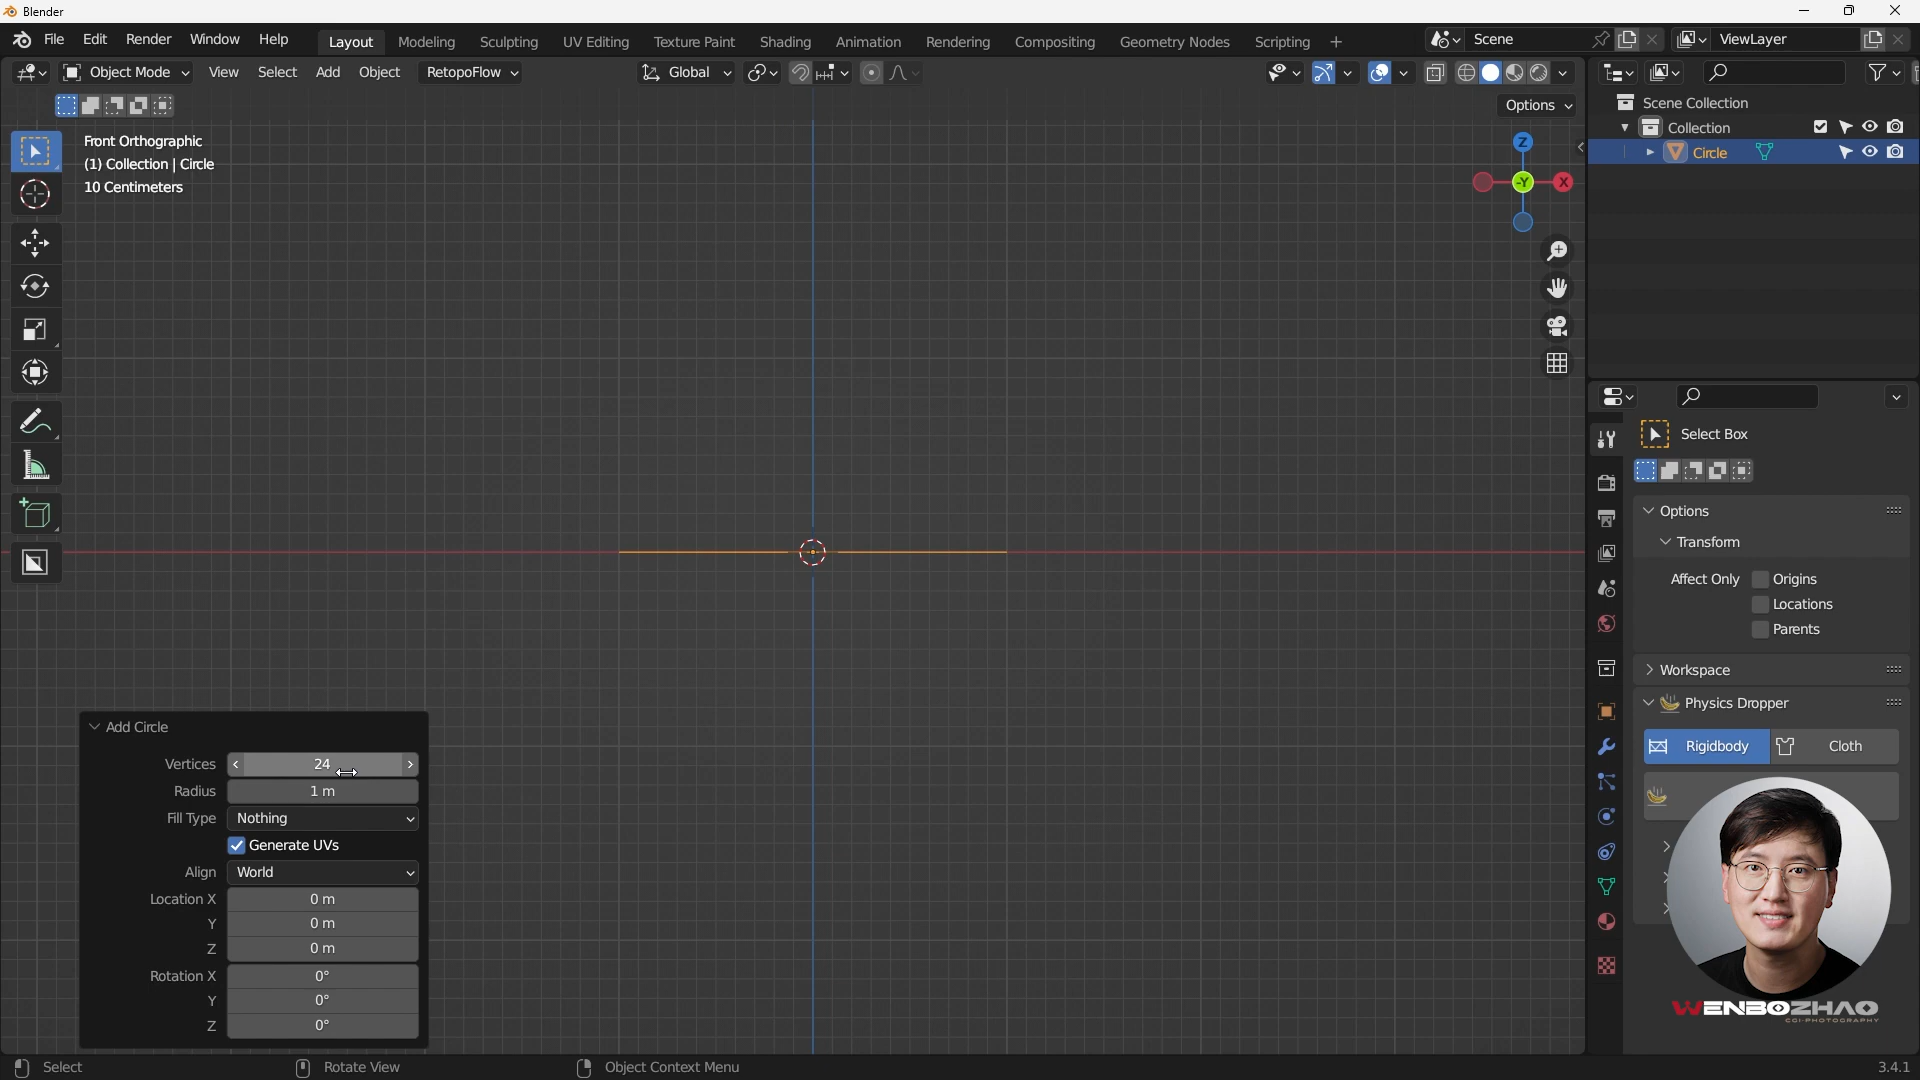 Blender
File Edit Render Window Help Layout Modeling Sculpting UV Editing Texture Paint Shading Animation Rendering Compositing Geometry Nodes Scripting + Scene ViewLayer
Object Mode View Select Add Object RetopoFlow Global
Options
Front Orthographic
(1) Collection | Circle
10 Centimeters
Z
-Y
X
Scene Collection
Collection
Circle
Select Box
Options
Transform
Affect Only Origins
Locations
Parents
Workspace
Physics Dropper
Rigidbody Cloth
WENBOZHAO
CGI-PHOTOGRAPHY
Add Circle
Vertices 24
Radius 1 m
Fill Type Nothing
Generate UVs
Align World
Location X 0 m
Y 0 m
Z 0 m
Rotation X 0°
Y 0°
Z 0°
Select Rotate View Object Context Menu 3.4.1